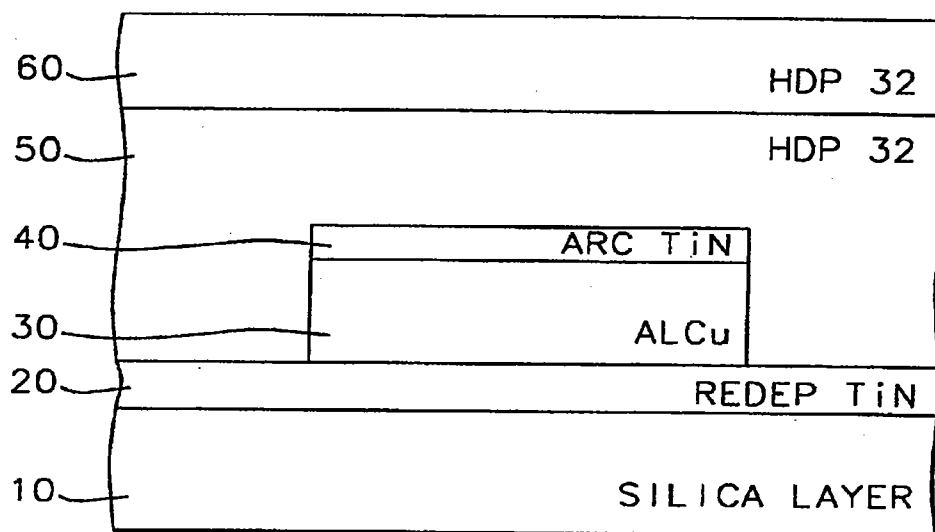 60 HDP 32
50 HDP 32
40 ARC TiN
30 ALCu
20 REDEP TiN
10 SILICA LAYER